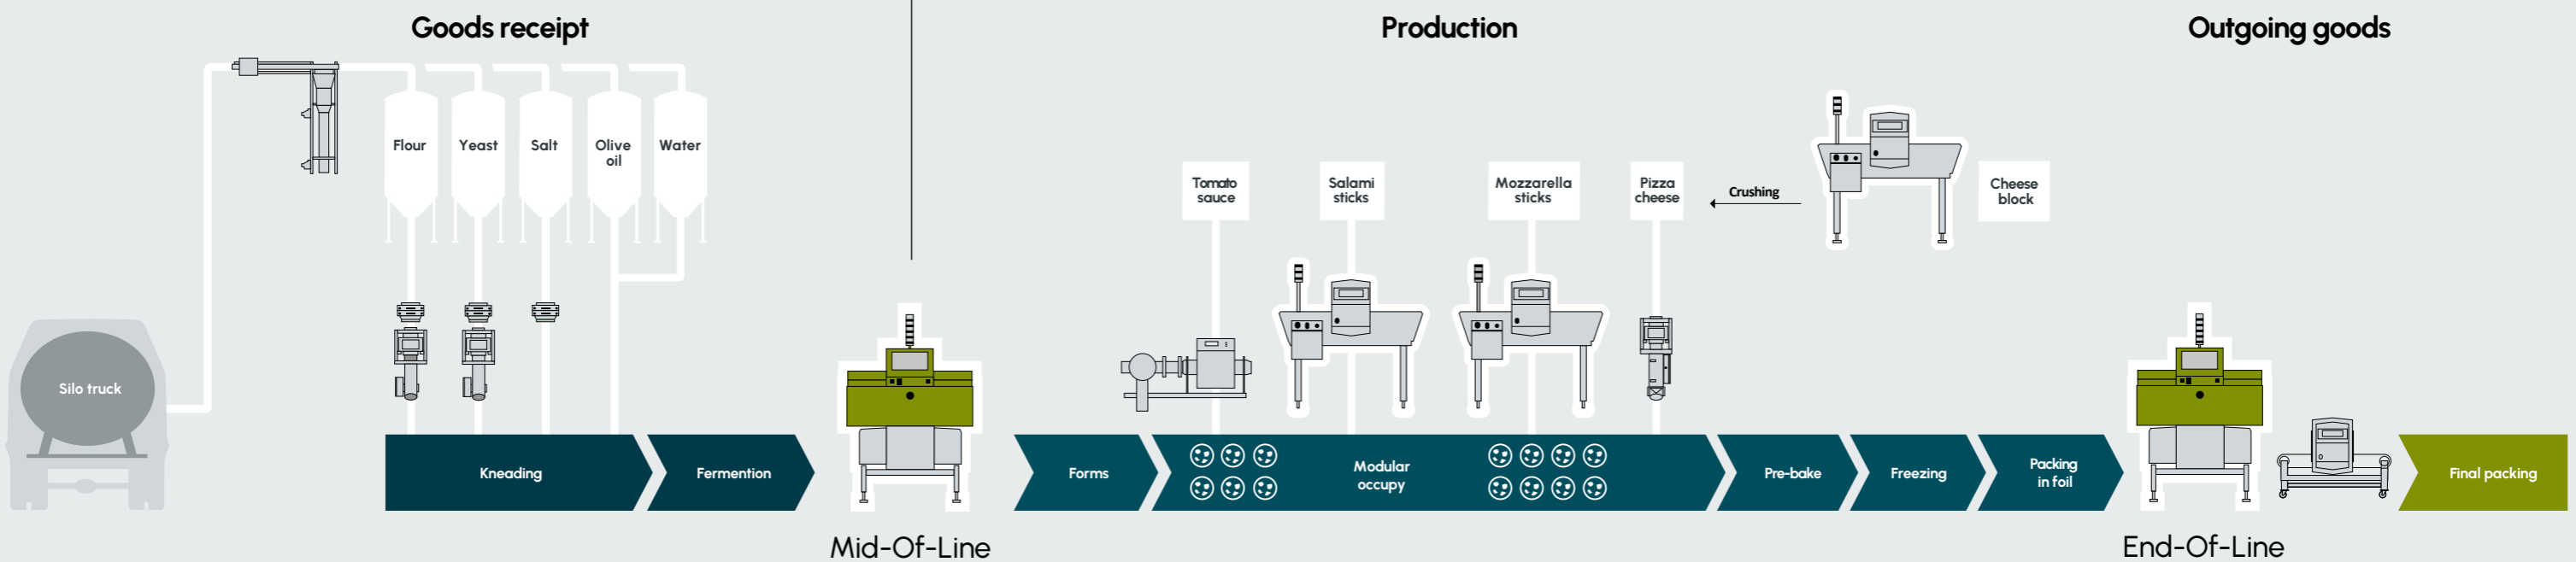 Goods receipt
Production
Outgoing goods
Flour
Yeast
Salt
Olive
oil
Water
Tomato
sauce
Salami
sticks
Mozzarella
sticks
Pizza
cheese
Crushing
Cheese
block
Silo truck
Kneading
Fermention
Forms
Modular
occupy
Pre-bake
Freezing
Packing
in foil
Final packing
Mid-Of-Line
End-Of-Line